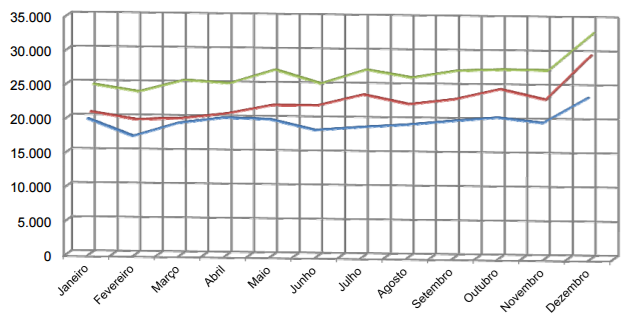 35.000
30.000
25.000
20.000
15.000
10.000
5.000
0
Janeiro
Fevereiro
Março
Abril
Maio
Junho
Julho
Agosto
Setembro
Outubro
Novembro
Dezembro